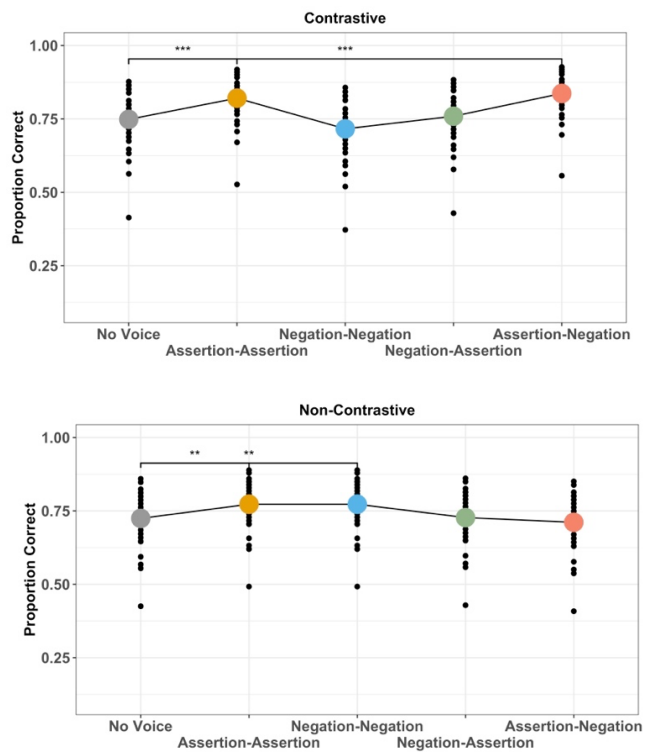 Contrastive
*** ***
1.00
0.75
0.50
0.25
Proportion Correct
No Voice Negation-Negation Assertion-Negation
Assertion-Assertion Negation-Assertion
Non-Contrastive
** **
1.00
0.75
0.50
0.25
Proportion Correct
No Voice Negation-Negation Assertion-Negation
Assertion-Assertion Negation-Assertion